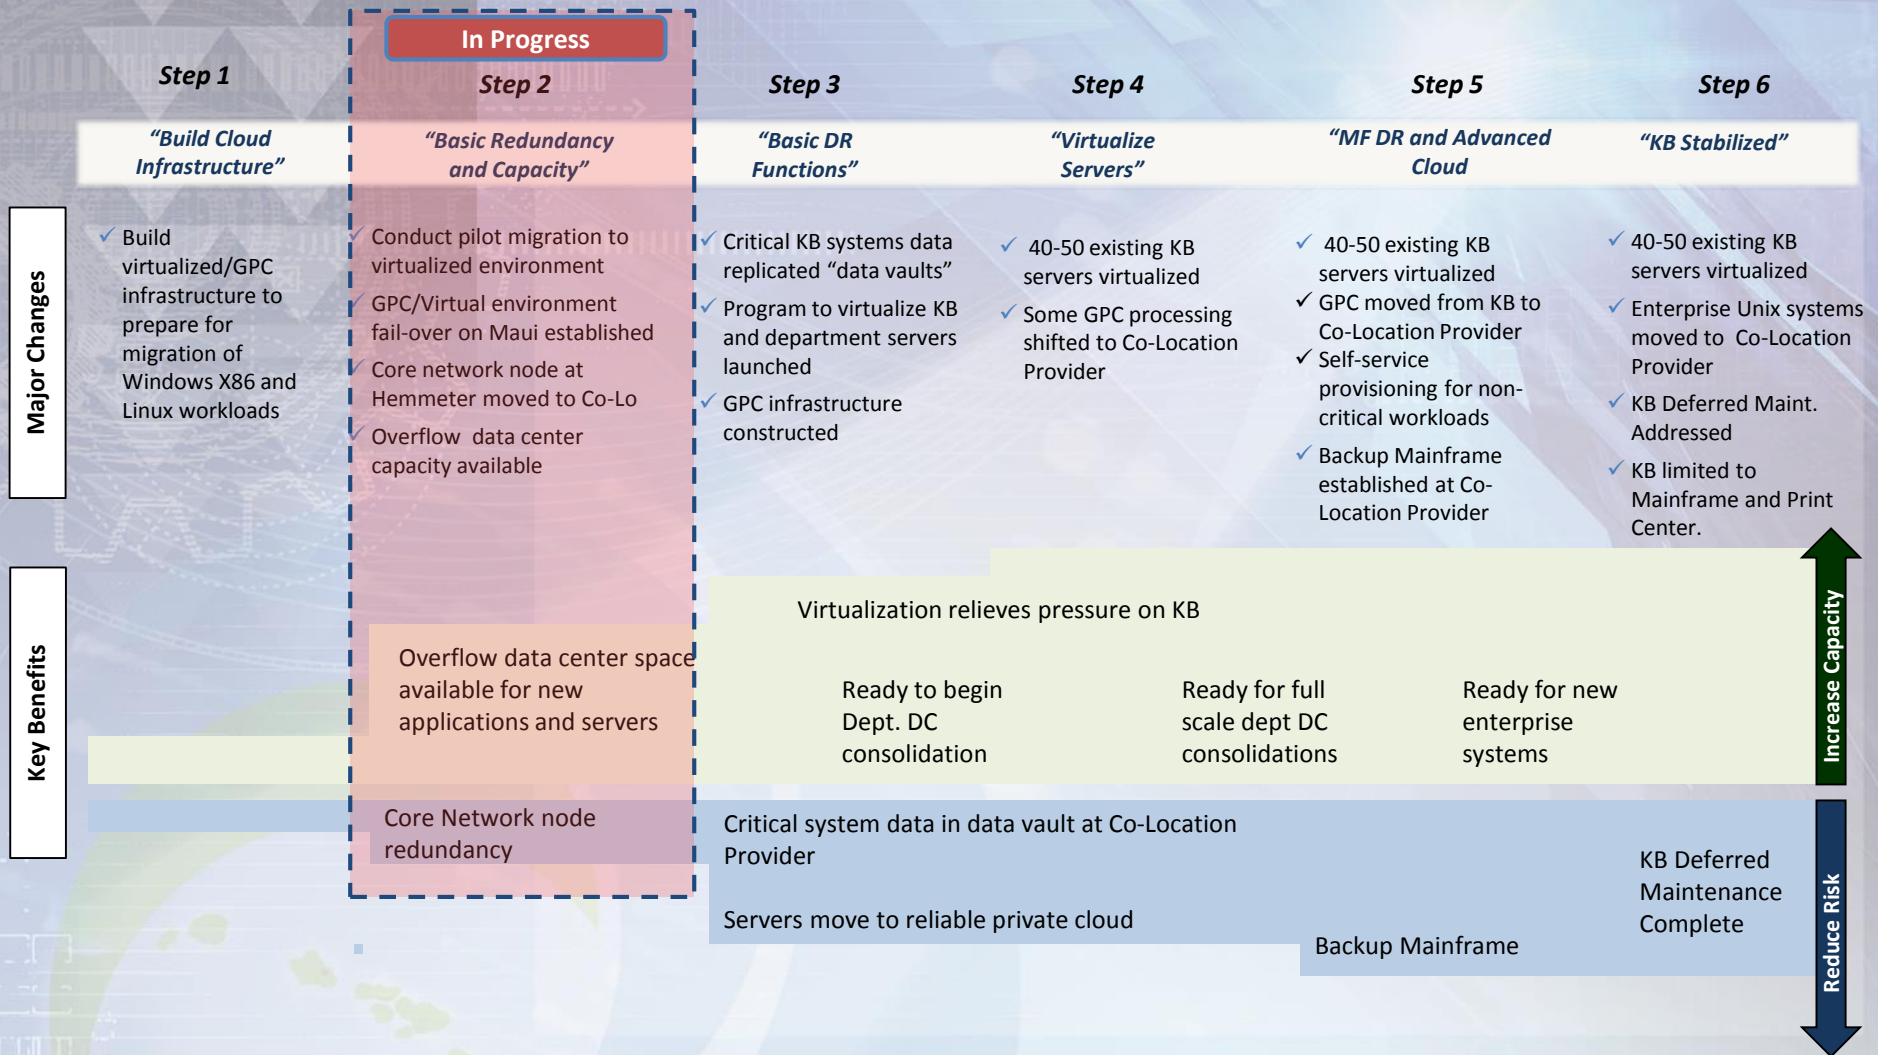 In Progress
Step 1
Step 2
Step 3
Step 4
Step 5
Step 6
“Build Cloud
Infrastructure”
“Basic Redundancy
and Capacity”
“Basic DR
Functions”
“Virtualize
Servers”
“MF DR and Advanced
Cloud
“KB Stabilized”
Major Changes
Build
virtualized/GPC
infrastructure to
prepare for
migration of
Windows X86 and
Linux workloads
Conduct pilot migration to
virtualized environment
GPC/Virtual environment
fail-over on Maui established
Core network node at
Hemmeter moved to Co-Lo
Overflow data center
capacity available
Critical KB systems data
replicated “data vaults”
Program to virtualize KB
and department servers
launched
GPC infrastructure
constructed
40-50 existing KB
servers virtualized
Some GPC processing
shifted to Co-Location
Provider
40-50 existing KB
servers virtualized
GPC moved from KB to
Co-Location Provider
Self-service
provisioning for non-
critical workloads
Backup Mainframe
established at Co-
Location Provider
40-50 existing KB
servers virtualized
Enterprise Unix systems
moved to Co-Location
Provider
KB Deferred Maint.
Addressed
KB limited to
Mainframe and Print
Center.
Key Benefits
Virtualization relieves pressure on KB
Overflow data center space
available for new
applications and servers
Ready to begin
Dept. DC
consolidation
Ready for full
scale dept DC
consolidations
Ready for new
enterprise
systems
Increase Capacity
Core Network node
redundancy
Critical system data in data vault at Co-Location
Provider
Servers move to reliable private cloud
Backup Mainframe
KB Deferred
Maintenance
Complete
Reduce Risk